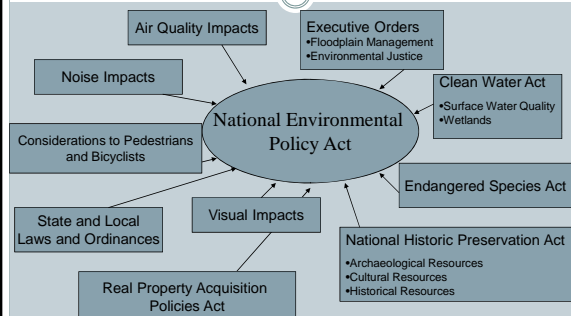 Air Quality Impacts
Executive Orders
•Floodplain Management
•Environmental Justice
Noise Impacts
Clean Water Act
•Surface Water Quality
•Wetlands
National Environmental
Policy Act
Considerations to Pedestrians
and Bicyclists
Endangered Species Act
State and Local
Laws and Ordinances
Visual Impacts
National Historic Preservation Act
•Archaeological Resources
•Cultural Resources
•Historical Resources
Real Property Acquisition
Policies Act